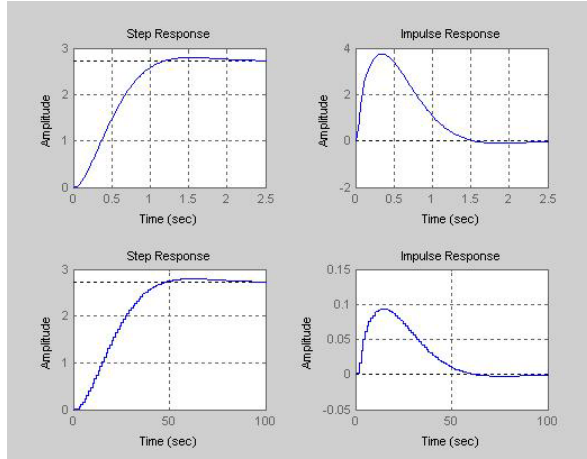 Step Response
Impulse Response
3
2
1
0
Amplitude
0 0.5 1 1.5 2 2.5
Time (sec)
4
2
0
-2
Amplitude
0 0.5 1 1.5 2 2.5
Time (sec)
Step Response
Impulse Response
3
2
1
0
Amplitude
0 50 100
Time (sec)
0.15
0.1
0.05
0
-0.05
Amplitude
0 50 100
Time (sec)